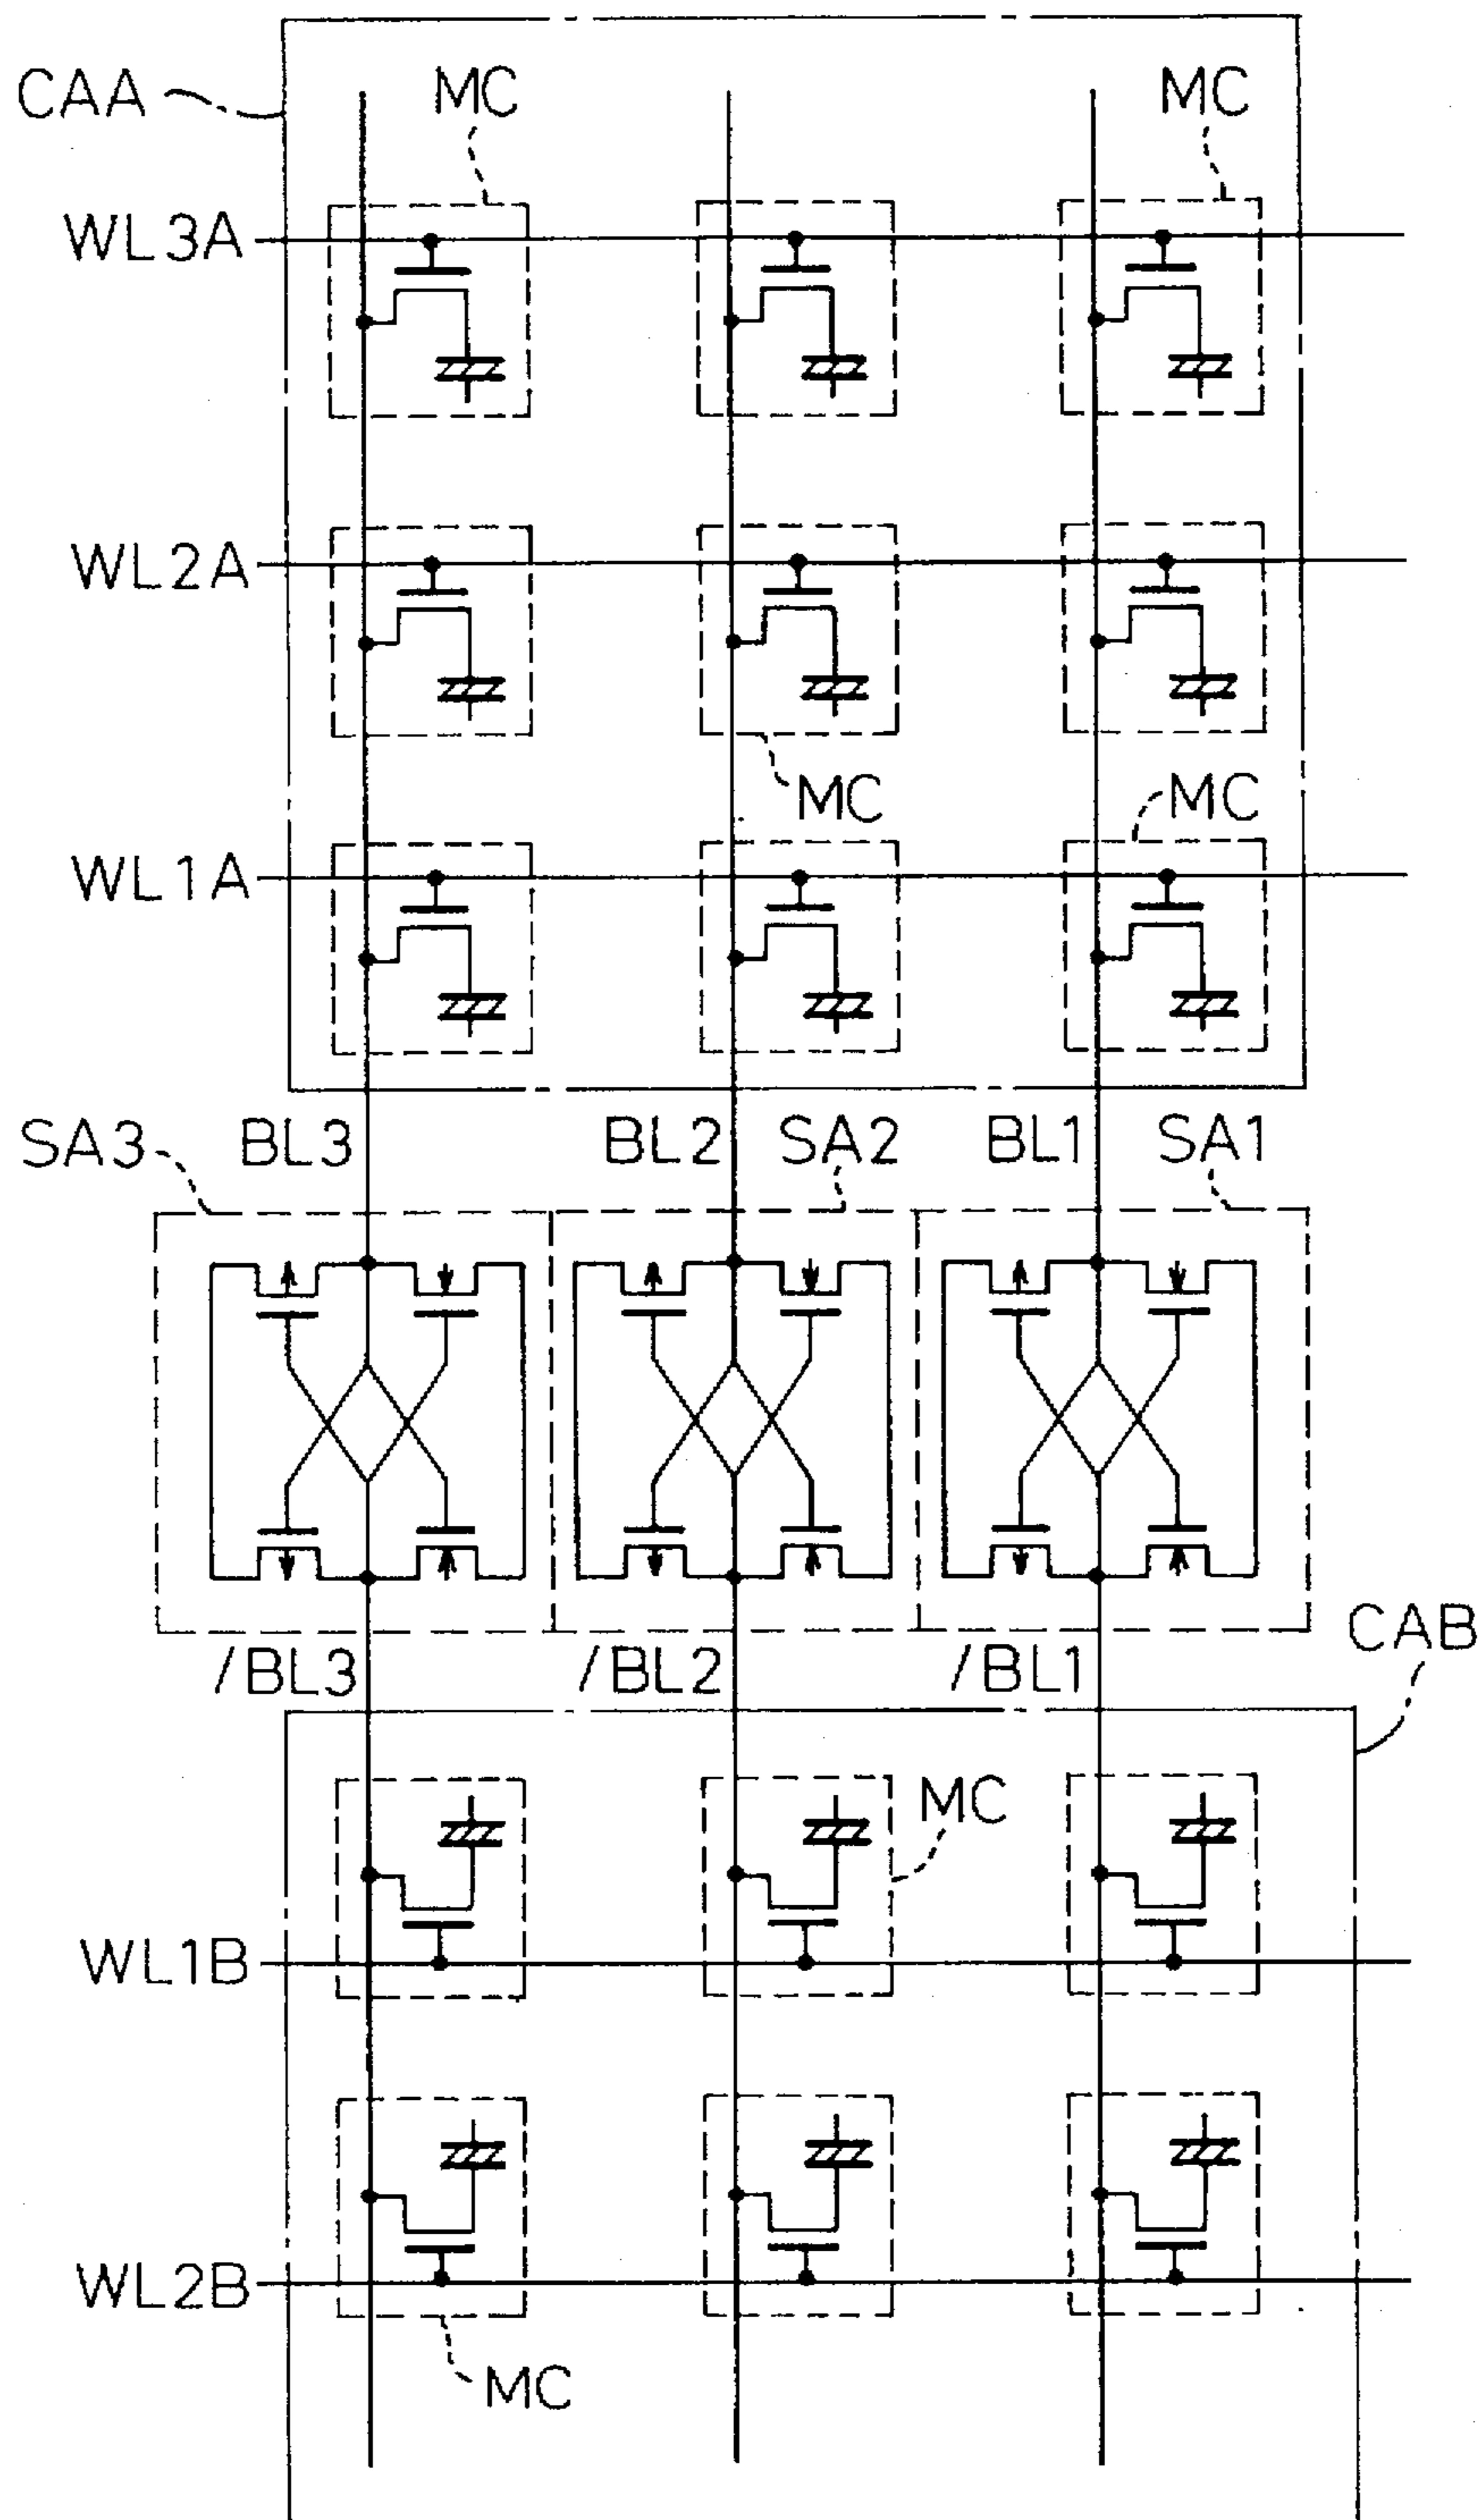 CAA MC MC
WL3A
WL2A
MC MC
WL1A
SA3 BL3 BL2 SA2 BL1 SA1
CAB
/BL3 /BL2 /BL1
MC
WL1B
WL2B
MC